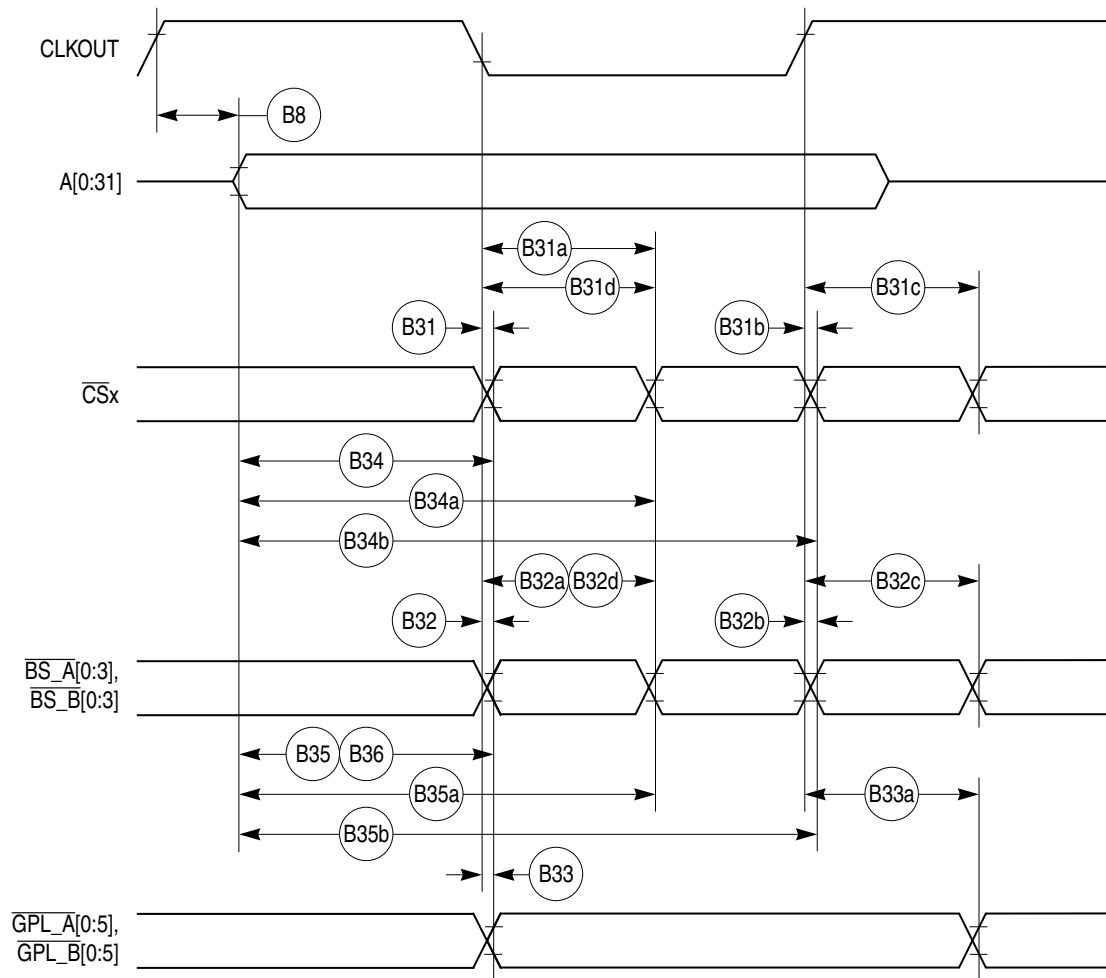 CLKOUT
B8
A[0:31]
B31a
B31d
B31c
B31
B31b
CSx
B34
B34a
B34b
B32a B32d
B32c
B32
B32b
BS_A[0:3],
BS_B[0:3]
B35 B36
B35a
B33a
B35b
B33
GPL_A[0:5],
GPL_B[0:5]